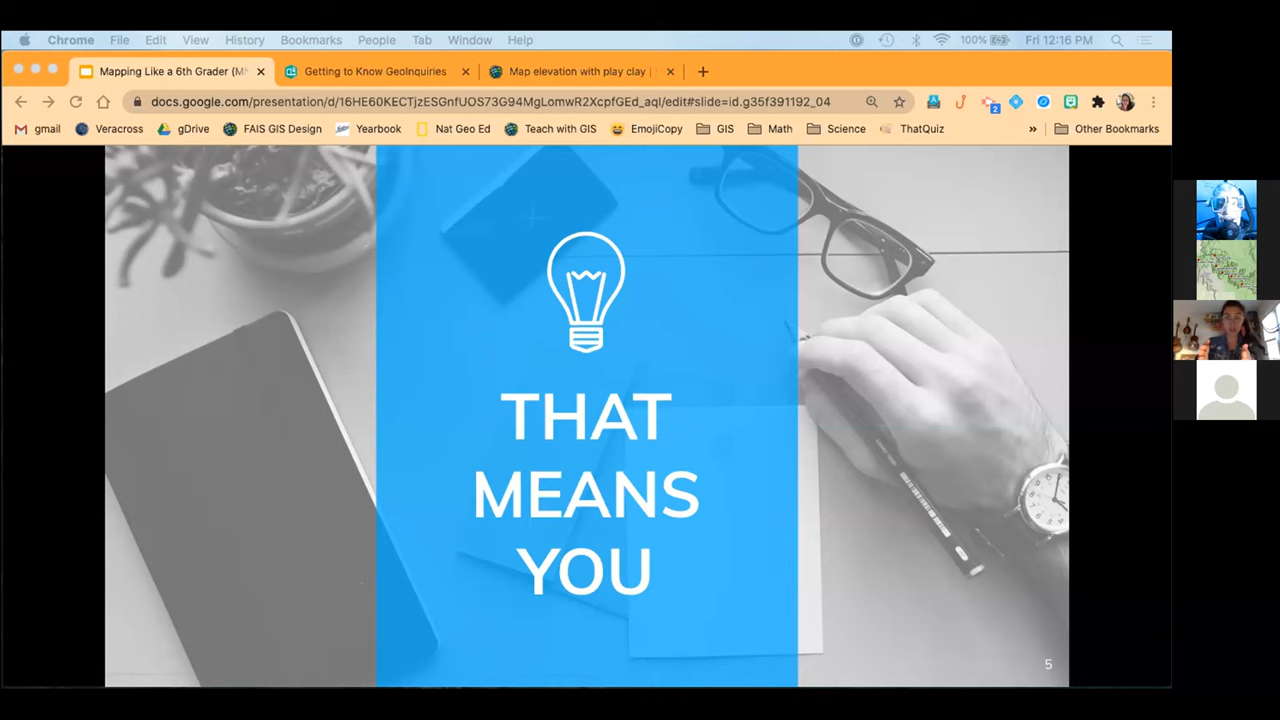 Chrome File Edit View History Bookmarks People Tab Window Help 100% Fri 12:16 PM
Mapping Like a 6th Grader (M Getting to Know GeoInquiries Map elevation with play clay |
docs.google.com/presentation/d/16HE60KECTjzESGnfUOS73G94MgLomwR2XcpfGEd_aqI/edit#slide=id.g35f391192_04 2
gmail Veracross gDrive FAIS GIS Design Yearbook Nat Geo Ed Teach with GIS EmojiCopy GIS Math Science ThatQuiz » Other Bookmarks
THAT
MEANS
YOU
5